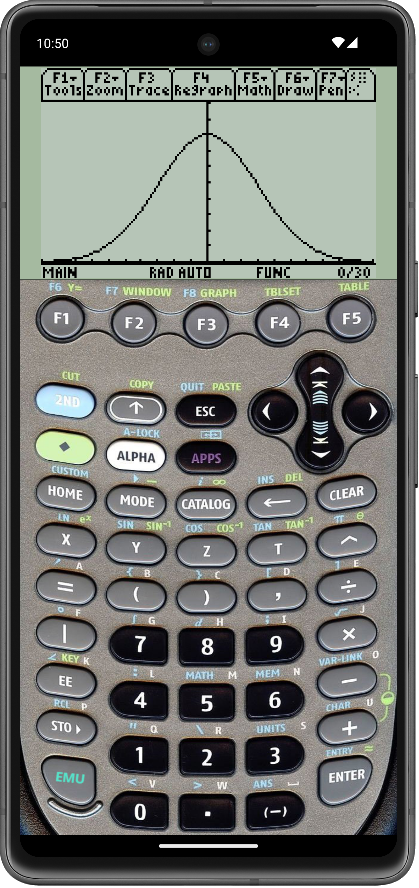 10:50
F1▾ F2▾ F3 F4 F5▾ F6▾ F7▾
Tools Zoom Trace ReGraph Math Draw Pen
MAIN RAD AUTO FUNC 0/30
F6 Y= F7 WINDOW F8 GRAPH TBLSET TABLE
F1 F2 F3 F4 F5
CUT COPY QUIT PASTE
2ND ↑ ESC
A-LOCK
◆ ALPHA APPS
CUSTOM ▶ — i ∞ INS DEL
HOME MODE CATALOG ← CLEAR
LN eˣ SIN SIN⁻¹ COS COS⁻¹ TAN TAN⁻¹ π θ
X Y Z T ^
′ A { B } C [ D ] E
= ( ) , ÷
° F ∫ G d H ; I √ J
| 7 8 9 ×
∠ KEY K : L MATH M MEM N VAR-LINK O
EE 4 5 6 −
RCL P " Q \ R UNITS S CHAR U
STO▸ 1 2 3 +
< V > W ANS ENTRY ≈
EMU 0 . (−) ENTER